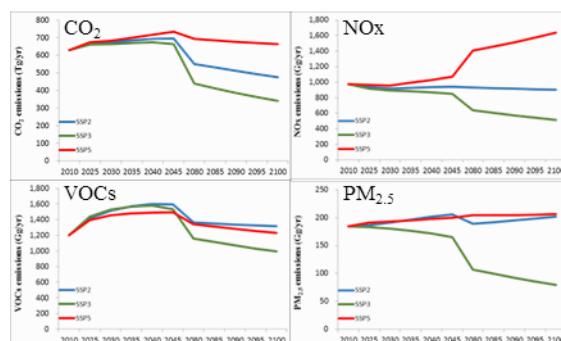 CO2
CO2 emissions (Tg/yr)
800
700
600
500
400
300
200
100
0
SSP2
SSP3
SSP5
2010 2025 2030 2035 2040 2045 2080 2085 2090 2095 2100
NOx
NOx emissions (Gg/yr)
1,800
1,600
1,400
1,200
1,000
800
600
400
200
0
SSP2
SSP3
SSP5
2010 2025 2030 2035 2040 2045 2080 2085 2090 2095 2100
VOCs
VOCs emissions (Gg/yr)
1,800
1,600
1,400
1,200
1,000
800
600
400
200
0
SSP2
SSP3
SSP5
2010 2025 2030 2035 2040 2045 2080 2085 2090 2095 2100
PM2.5
PM2.5 emissions (Gg/yr)
250
200
150
100
50
0
SSP2
SSP3
SSP5
2010 2025 2030 2035 2040 2045 2080 2085 2090 2095 2100